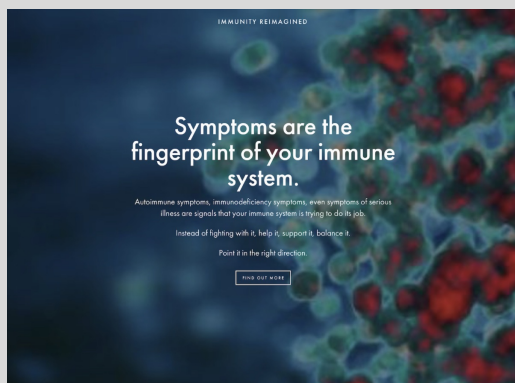 IMMUNITY REIMAGINED
Symptoms are the
fingerprint of your immune
system.
Autoimmune symptoms, immunodeficiency symptoms, even symptoms of serious
illness are signals that your immune system is trying to do its job.
Instead of fighting with it, help it, support it, balance it.
Point it in the right direction.
FIND OUT MORE